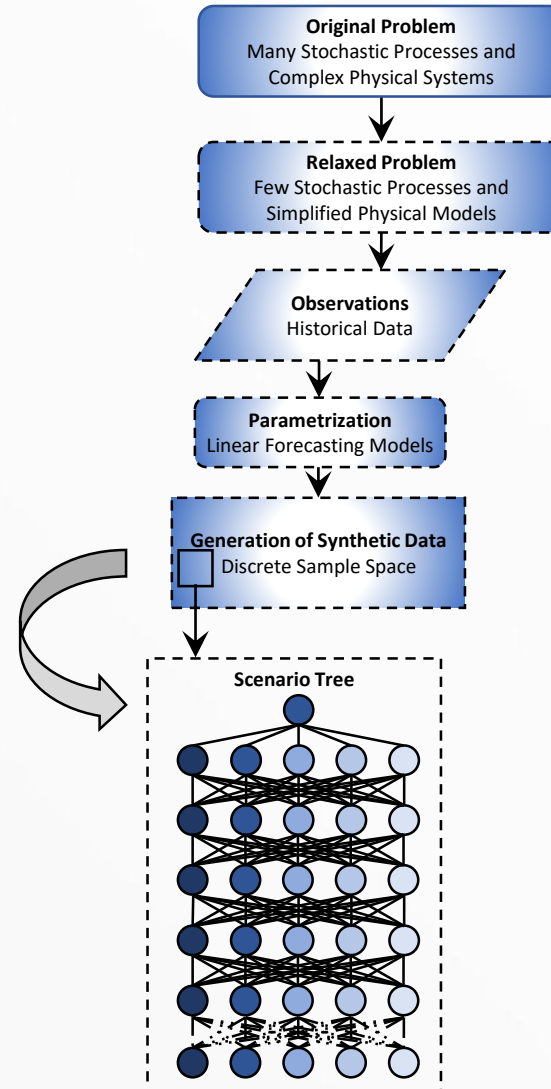 Original Problem
Many Stochastic Processes and
Complex Physical Systems
Relaxed Problem
Few Stochastic Processes and
Simplified Physical Models
Observations
Historical Data
Parametrization
Linear Forecasting Models
Generation of Synthetic Data
Discrete Sample Space
Scenario Tree